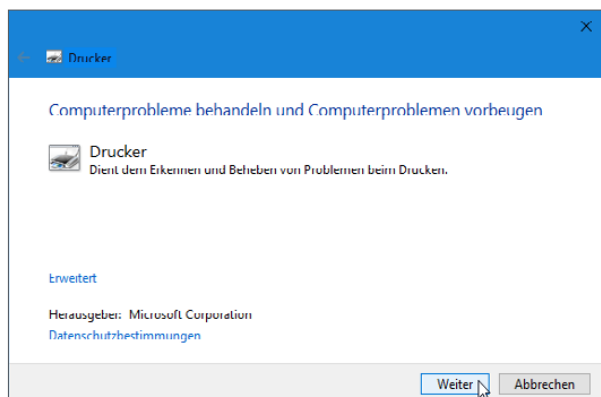 Drucker
Computerprobleme behandeln und Computerproblemen vorbeugen
Drucker
Dient dem Erkennen und Beheben von Problemen beim Drucken.
Erweitert
Herausgeber: Microsoft Corporation
Datenschutzbestimmungen
Weiter
Abbrechen